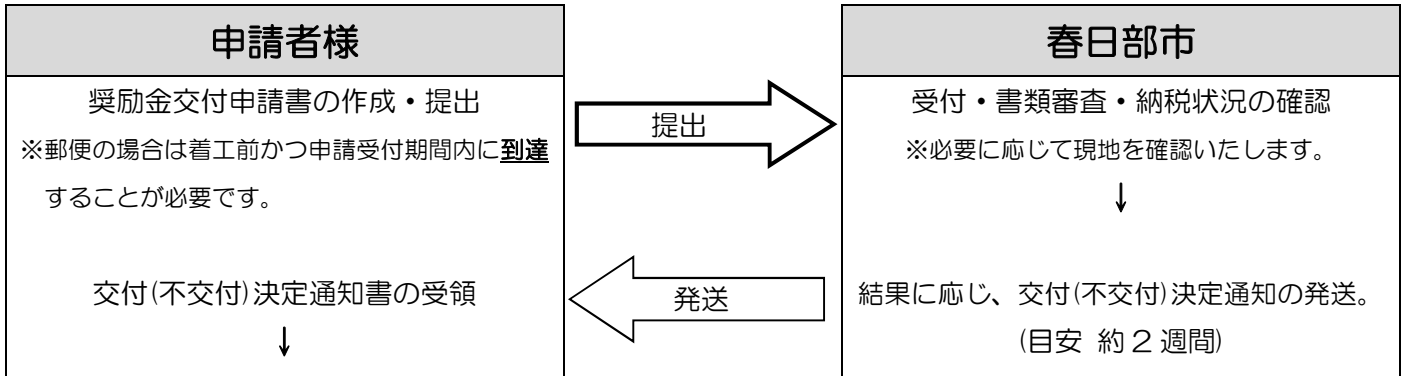 申請者様
奨励金交付申請書の作成・提出
※郵便の場合は着工前かつ申請受付期間内に到達
することが必要です。
交付(不交付)決定通知書の受領
↓
提出
発送
春日部市
受付・書類審査・納税状況の確認
※必要に応じて現地を確認いたします。
↓
結果に応じ、交付(不交付)決定通知の発送。
(目安 約２週間)